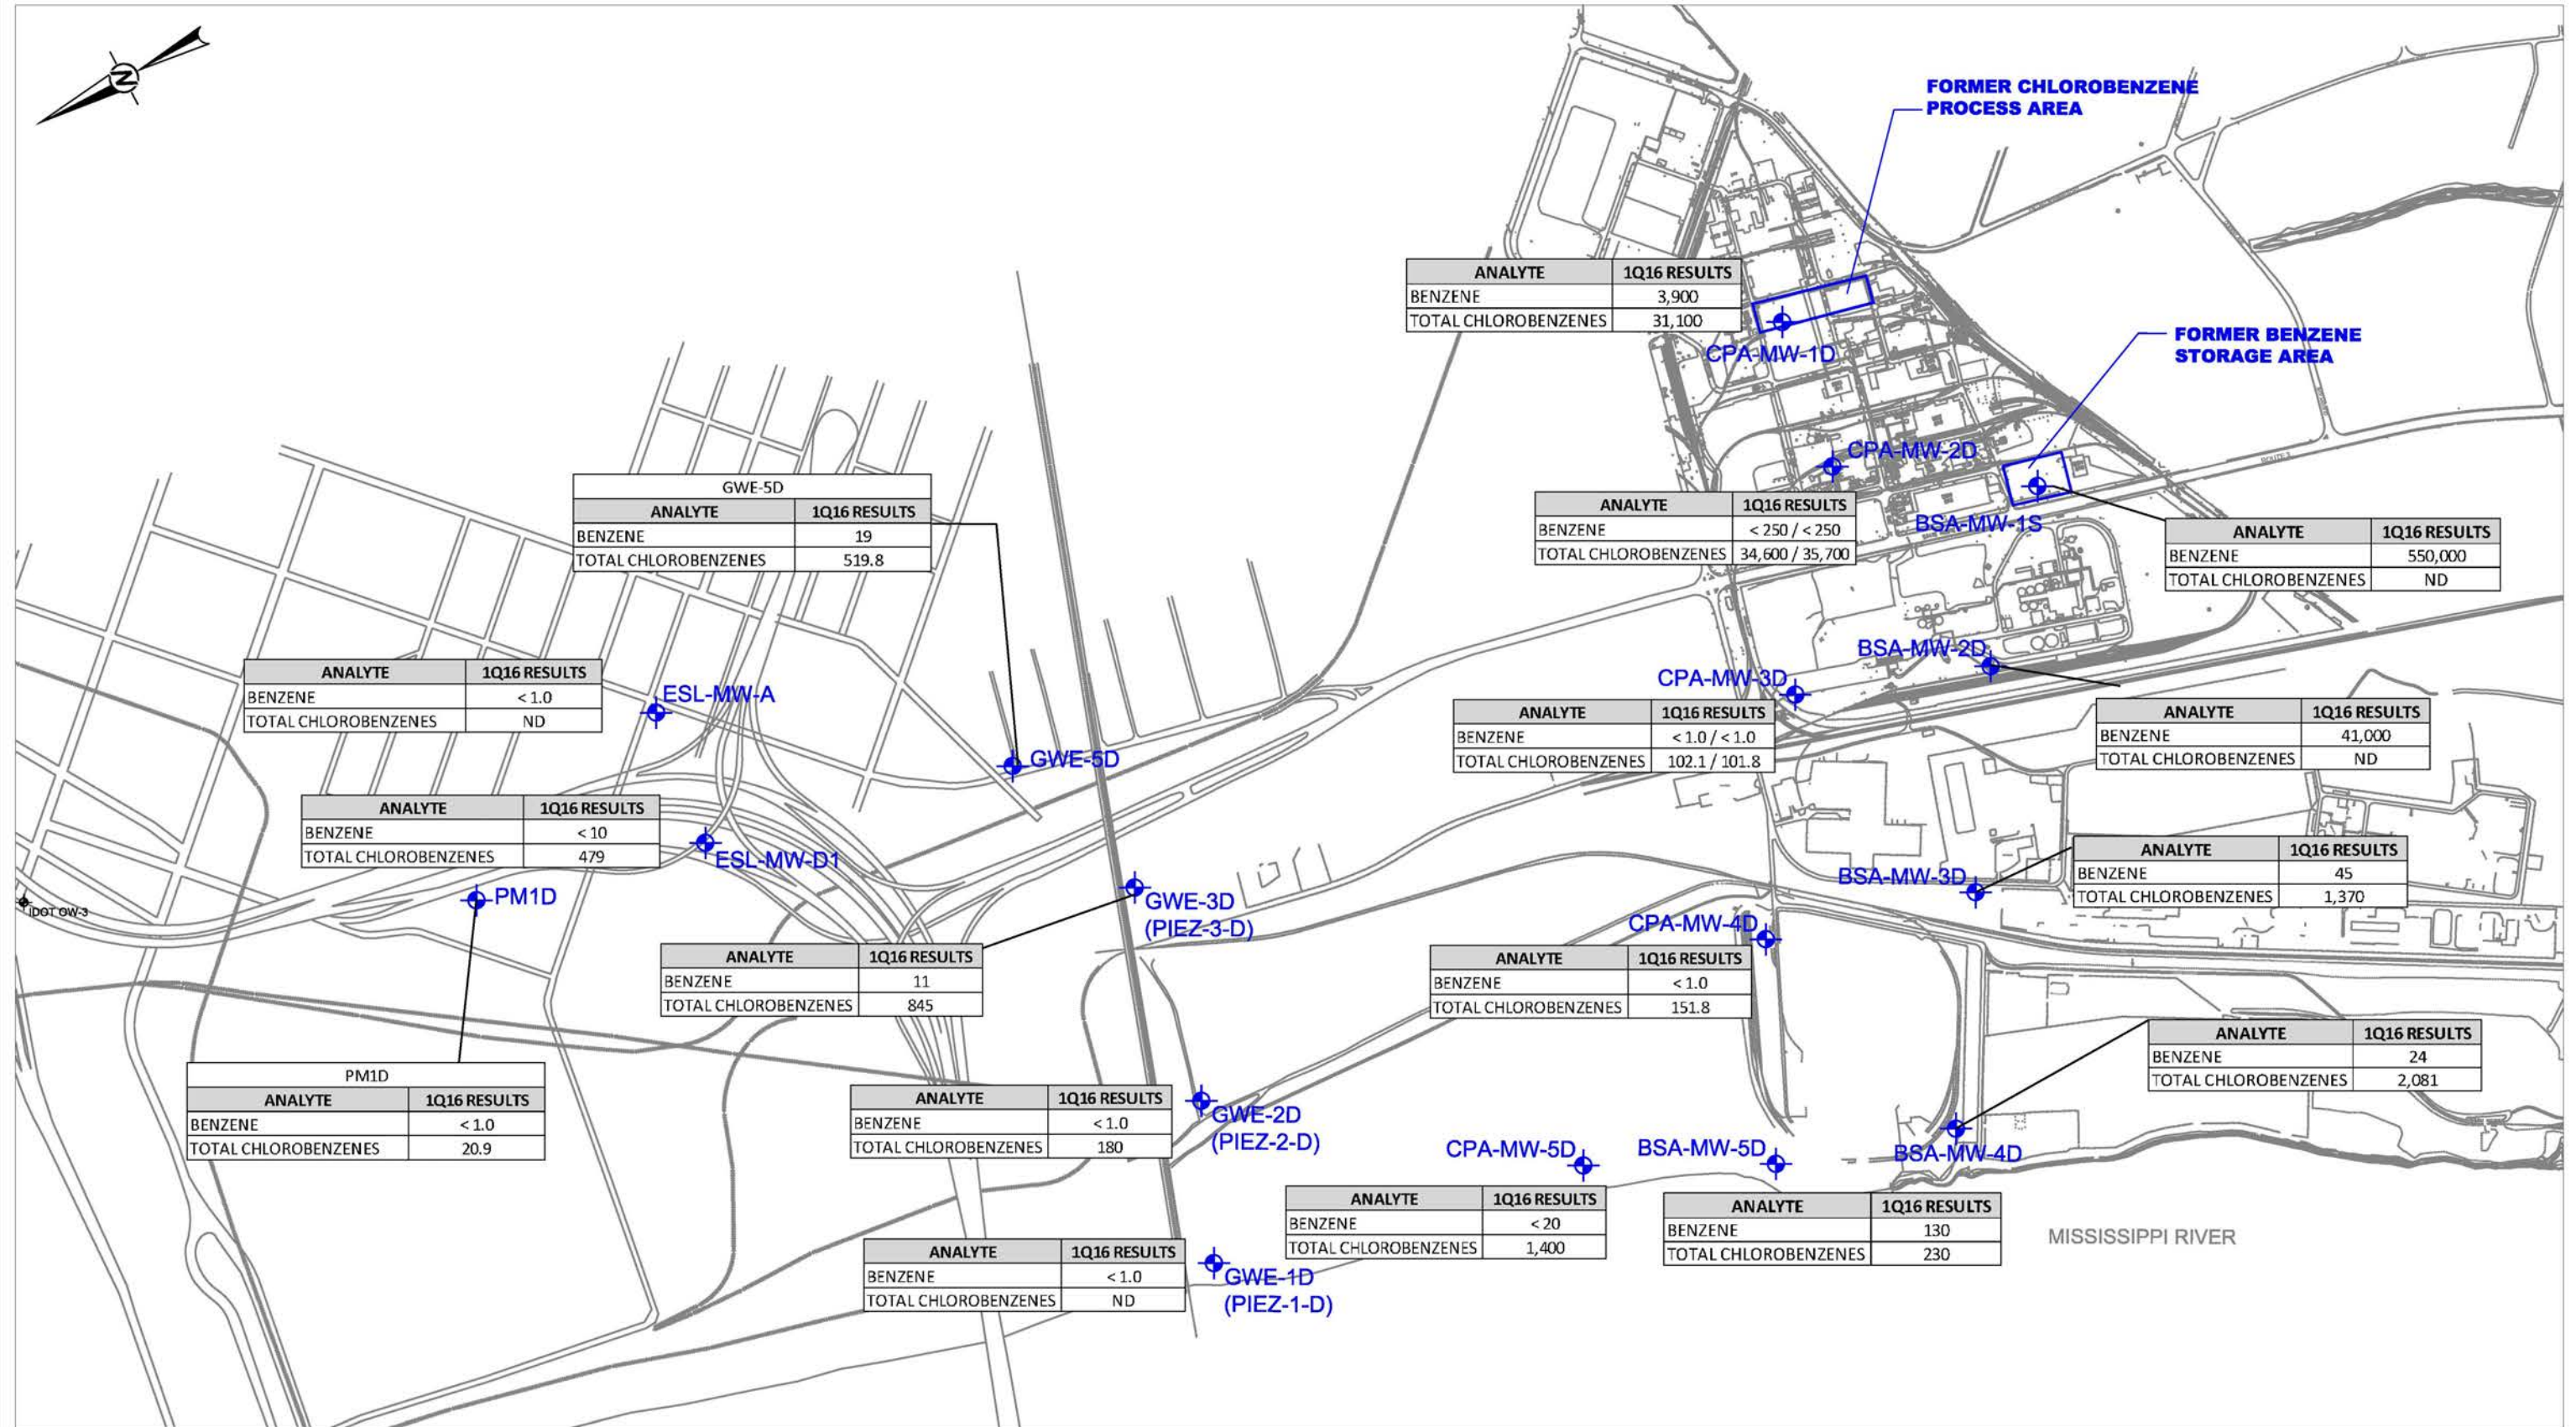 N
FORMER CHLOROBENZENE
PROCESS AREA
ANALYTE 1Q16 RESULTS
BENZENE 3,900
TOTAL CHLOROBENZENES 31,100
CPA-MW-1D
FORMER BENZENE
STORAGE AREA
CPA-MW-2D
ANALYTE 1Q16 RESULTS
BENZENE < 250 / < 250
TOTAL CHLOROBENZENES 34,600 / 35,700
BSA-MW-1S
ANALYTE 1Q16 RESULTS
BENZENE 550,000
TOTAL CHLOROBENZENES ND
GWE-5D
ANALYTE 1Q16 RESULTS
BENZENE 19
TOTAL CHLOROBENZENES 519.8
GWE-5D
ANALYTE 1Q16 RESULTS
BENZENE < 1.0
TOTAL CHLOROBENZENES ND
ESL-MW-A
CPA-MW-3D
ANALYTE 1Q16 RESULTS
BENZENE < 1.0 / < 1.0
TOTAL CHLOROBENZENES 102.1 / 101.8
BSA-MW-2D
ANALYTE 1Q16 RESULTS
BENZENE 41,000
TOTAL CHLOROBENZENES ND
ANALYTE 1Q16 RESULTS
BENZENE < 10
TOTAL CHLOROBENZENES 479
ESL-MW-D1
BSA-MW-3D
ANALYTE 1Q16 RESULTS
BENZENE 45
TOTAL CHLOROBENZENES 1,370
IDOT OW-3
PM1D
GWE-3D
(PIEZ-3-D)
ANALYTE 1Q16 RESULTS
BENZENE 11
TOTAL CHLOROBENZENES 845
CPA-MW-4D
ANALYTE 1Q16 RESULTS
BENZENE < 1.0
TOTAL CHLOROBENZENES 151.8
ANALYTE 1Q16 RESULTS
BENZENE 24
TOTAL CHLOROBENZENES 2,081
BSA-MW-4D
PM1D
ANALYTE 1Q16 RESULTS
BENZENE < 1.0
TOTAL CHLOROBENZENES 20.9
ANALYTE 1Q16 RESULTS
BENZENE < 1.0
TOTAL CHLOROBENZENES 180
GWE-2D
(PIEZ-2-D)
CPA-MW-5D
ANALYTE 1Q16 RESULTS
BENZENE < 20
TOTAL CHLOROBENZENES 1,400
BSA-MW-5D
ANALYTE 1Q16 RESULTS
BENZENE 130
TOTAL CHLOROBENZENES 230
MISSISSIPPI RIVER
ANALYTE 1Q16 RESULTS
BENZENE < 1.0
TOTAL CHLOROBENZENES ND
GWE-1D
(PIEZ-1-D)